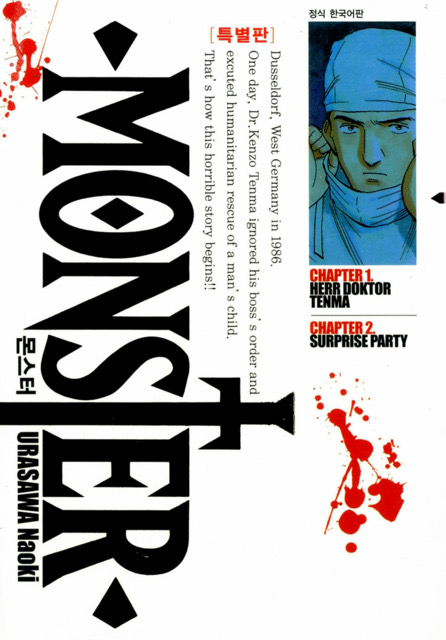 정식 한국어판
[특별판]
Dusseldorf, West Germany in 1986.
One day, Dr.Kenzo Tenma ignored his boss's order and
excuted humanitarian rescue of a man's child.
That's how this horrible story begins!!
MONSTER
몬스터
URASAWA Naoki
CHAPTER 1.
HERR DOKTOR
TENMA
CHAPTER 2.
SURPRISE PARTY